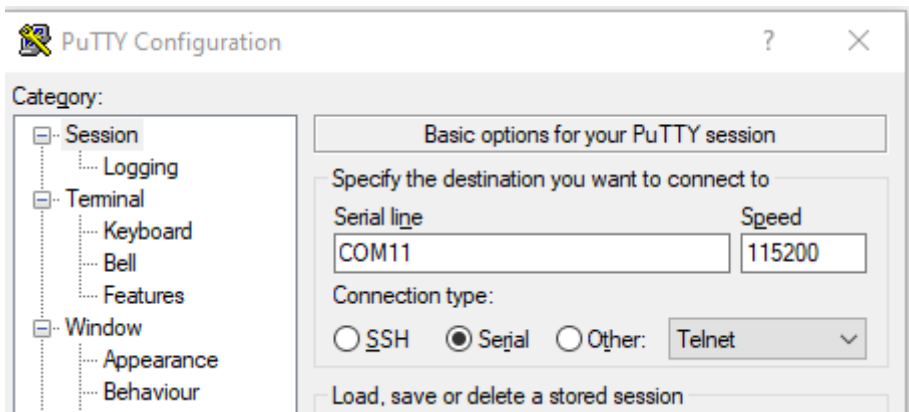 PuTTY Configuration ? ×
Category:
Session
Logging
Terminal
Keyboard
Bell
Features
Window
Appearance
Behaviour
Basic options for your PuTTY session
Specify the destination you want to connect to
Serial line Speed
COM11 115200
Connection type:
SSH Serial Other: Telnet
Load, save or delete a stored session